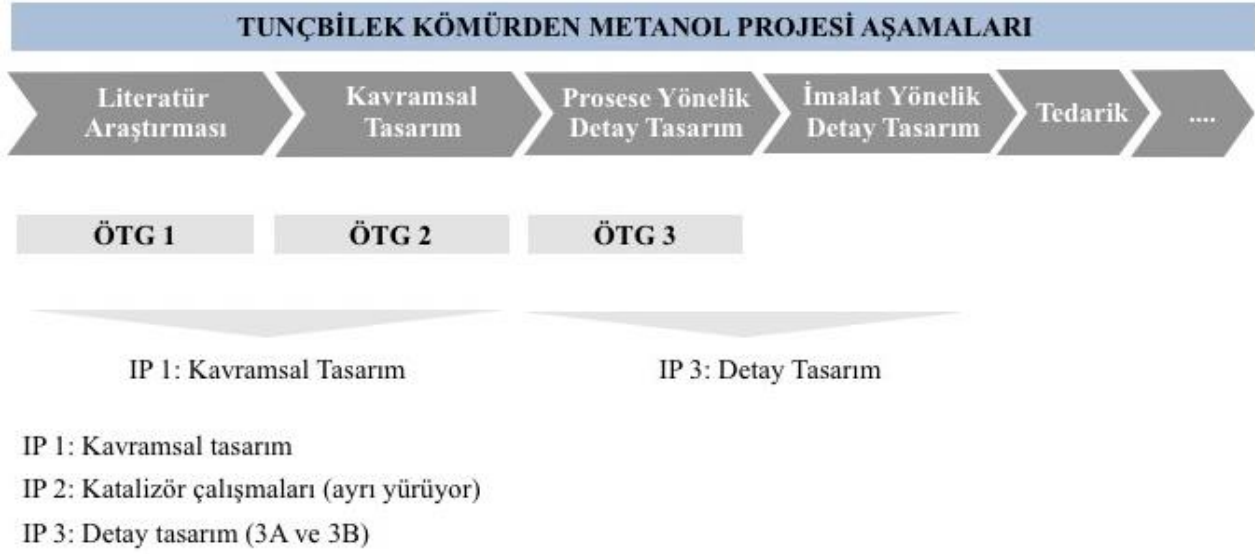 TUNÇBİLEK KÖMÜRDEN METANOL PROJESİ AŞAMALARI
Literatür
Araştırması
Kavramsal
Tasarım
Prosese Yönelik
Detay Tasarım
İmalat Yönelik
Detay Tasarım
Tedarik
....
ÖTG 1
ÖTG 2
ÖTG 3
IP 1: Kavramsal Tasarım
IP 3: Detay Tasarım
IP 1: Kavramsal tasarım
IP 2: Katalizör çalışmaları (ayrı yürüyor)
IP 3: Detay tasarım (3A ve 3B)